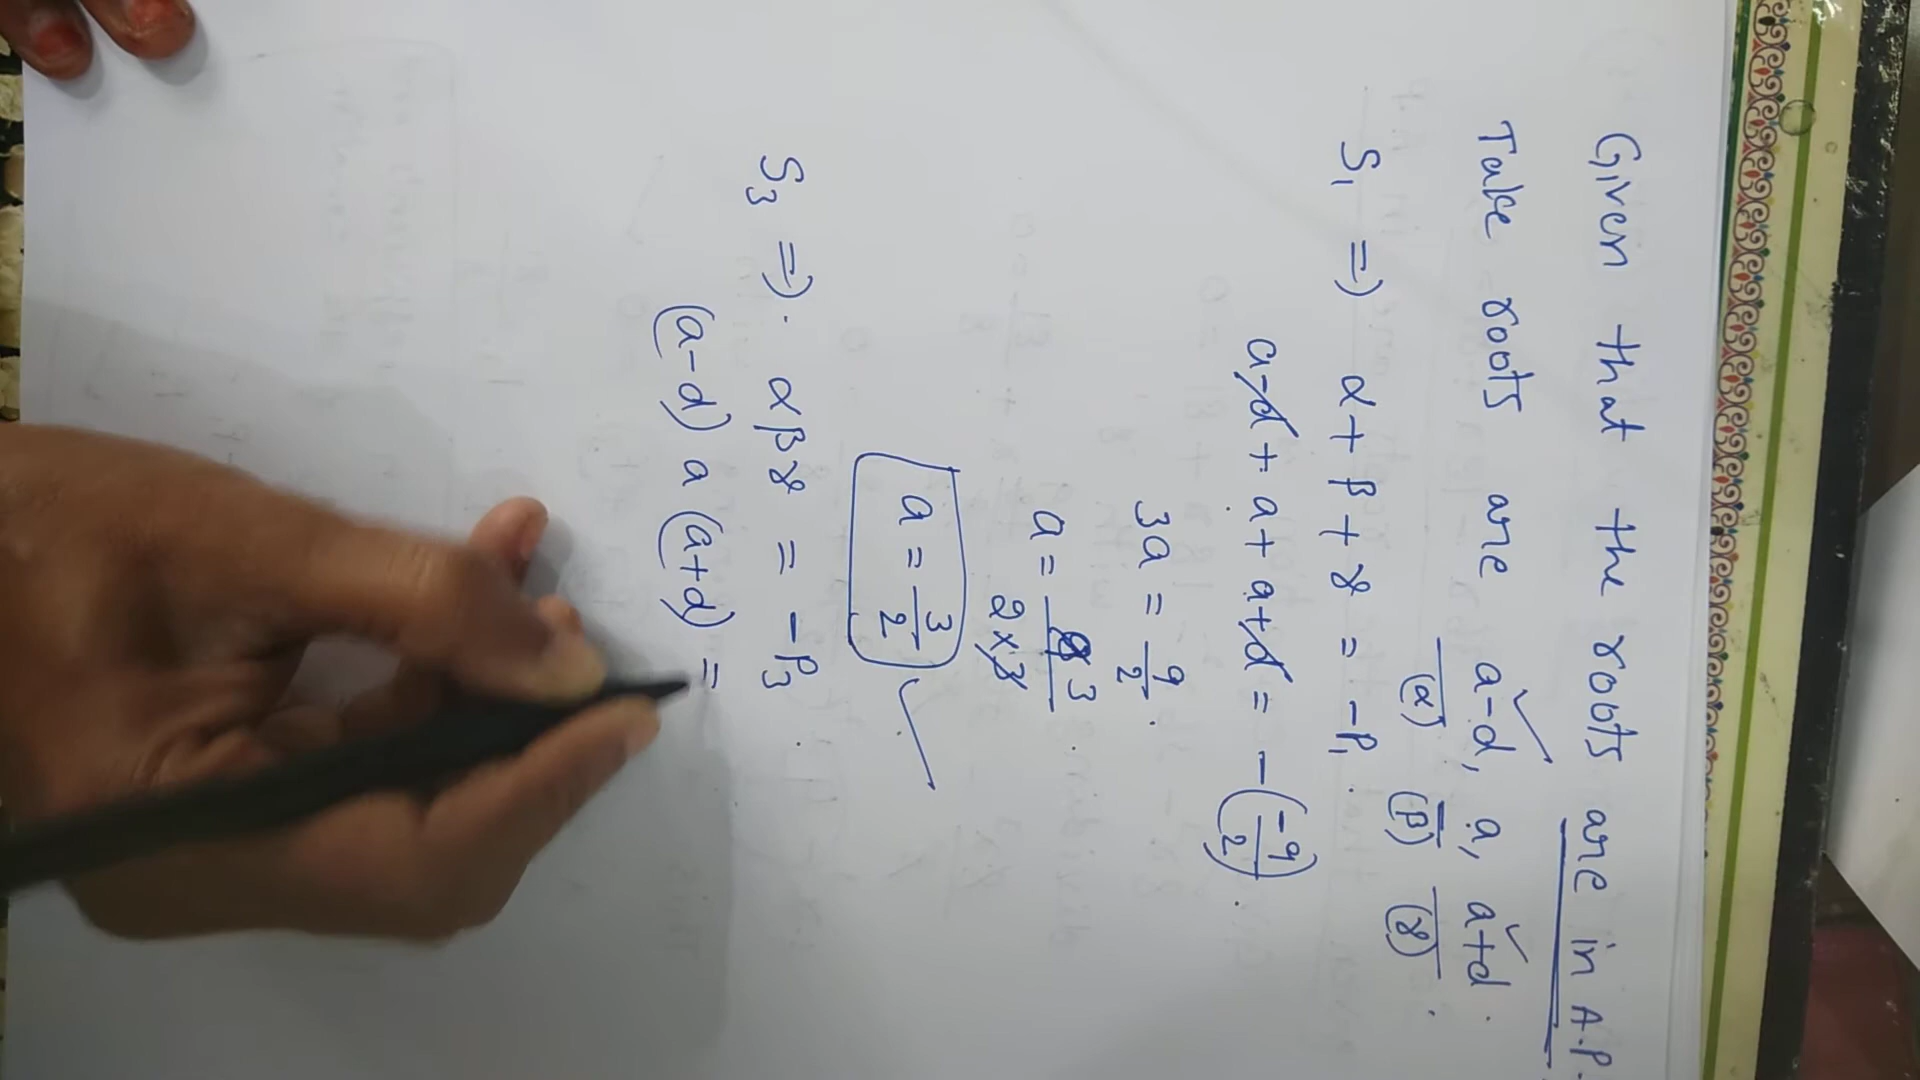 Given that the roots are in A.P.
Take roots are a-d, a, a+d.
(α) (β) (γ)
S₁ => α+β+γ = -P₁.
a-d+a+a+d = -(-9/2).
3a = 9/2.
a = 9 3/2×3
a = 3/2
S₃ => αβγ = -P₃
(a-d) a (a+d) =